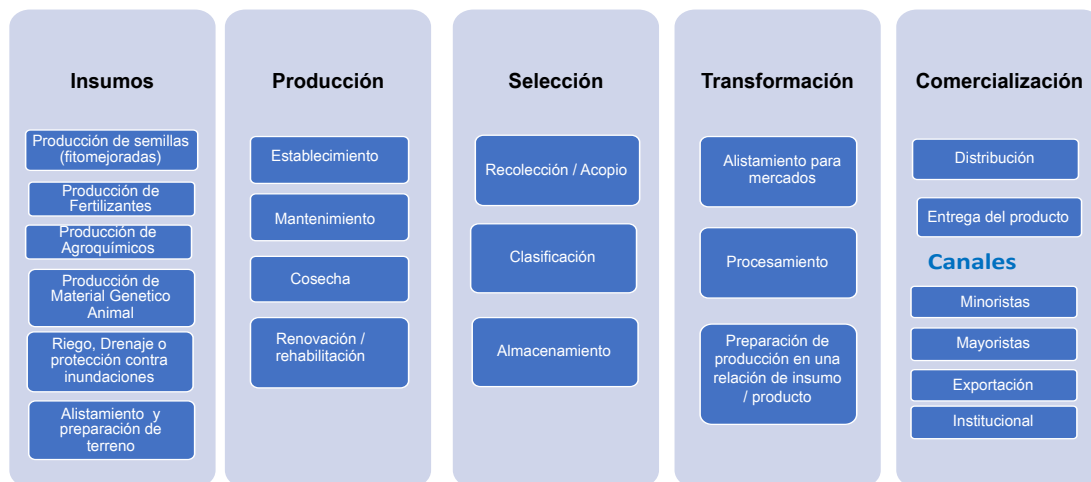 Insumos
Producción de semillas
(fitomejoradas)
Producción de
Fertilizantes
Producción de
Agroquímicos
Producción de
Material Genetico
Animal
Riego, Drenaje o
protección contra
inundaciones
Alistamiento y
preparación de
terreno
Producción
Establecimiento
Mantenimiento
Cosecha
Renovación /
rehabilitación
Selección
Recolección / Acopio
Clasificación
Almacenamiento
Transformación
Alistamiento para
mercados
Procesamiento
Preparación de
producción en una
relación de insumo
/ producto
Comercialización
Distribución
Entrega del producto
Canales
Minoristas
Mayoristas
Exportación
Institucional